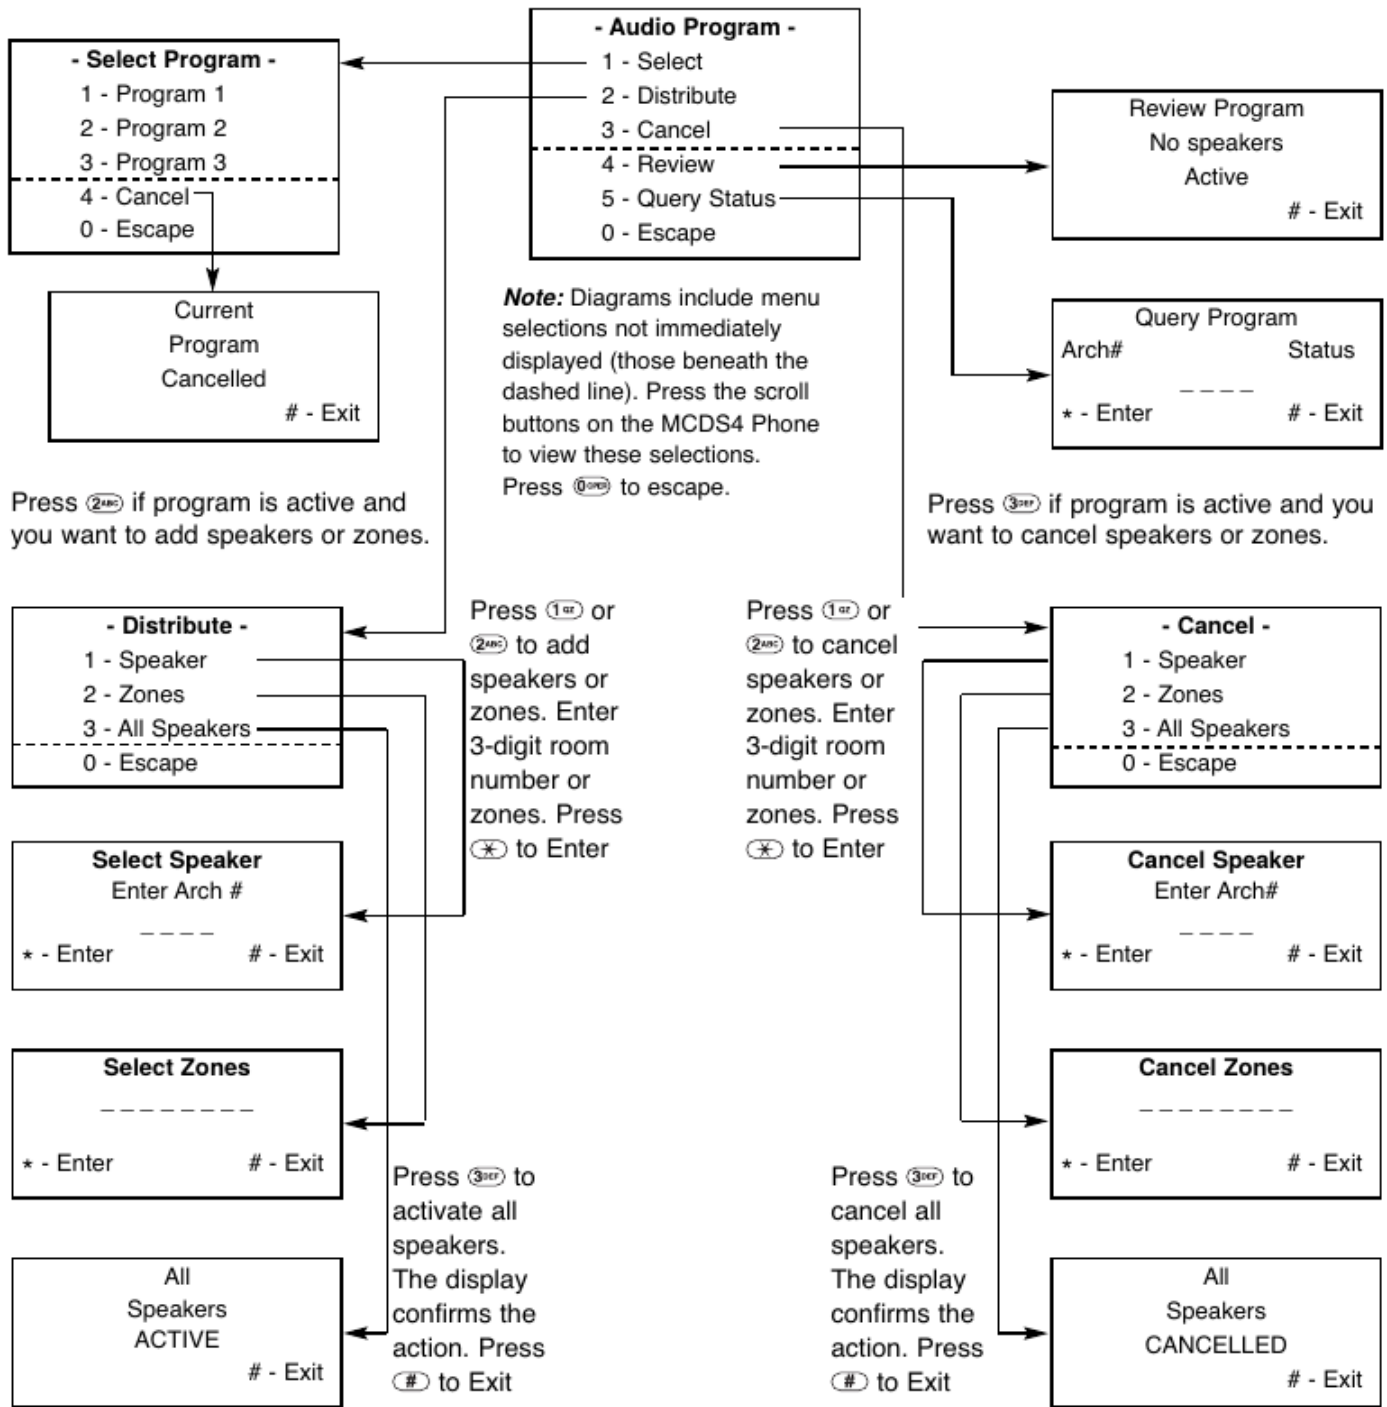 - Select Program -
1 - Program 1
2 - Program 2
3 - Program 3
4 - Cancel
0 - Escape
Current
Program
Cancelled
# - Exit
- Audio Program -
1 - Select
2 - Distribute
3 - Cancel
4 - Review
5 - Query Status
0 - Escape
Note: Diagrams include menu
selections not immediately
displayed (those beneath the
dashed line). Press the scroll
buttons on the MCDS4 Phone
to view these selections.
Press 0 OPER to escape.
Review Program
No speakers
Active
# - Exit
Query Program
Arch# Status
_ _ _ _
* - Enter # - Exit
Press 2 ABC if program is active and
you want to add speakers or zones.
Press 3 DEF if program is active and you
want to cancel speakers or zones.
- Distribute -
1 - Speaker
2 - Zones
3 - All Speakers
0 - Escape
Press 1 QZ or
2 ABC to add
speakers or
zones. Enter
3-digit room
number or
zones. Press
* to Enter
Press 1 QZ or
2 ABC to cancel
speakers or
zones. Enter
3-digit room
number or
zones. Press
* to Enter
- Cancel -
1 - Speaker
2 - Zones
3 - All Speakers
0 - Escape
Select Speaker
Enter Arch #
_ _ _ _
* - Enter # - Exit
Cancel Speaker
Enter Arch#
_ _ _ _
* - Enter # - Exit
Select Zones
_ _ _ _ _ _ _ _
* - Enter # - Exit
Cancel Zones
_ _ _ _ _ _ _ _
* - Enter # - Exit
Press 3 DEF to
activate all
speakers.
The display
confirms the
action. Press
# to Exit
Press 3 DEF to
cancel all
speakers.
The display
confirms the
action. Press
# to Exit
All
Speakers
ACTIVE
# - Exit
All
Speakers
CANCELLED
# - Exit